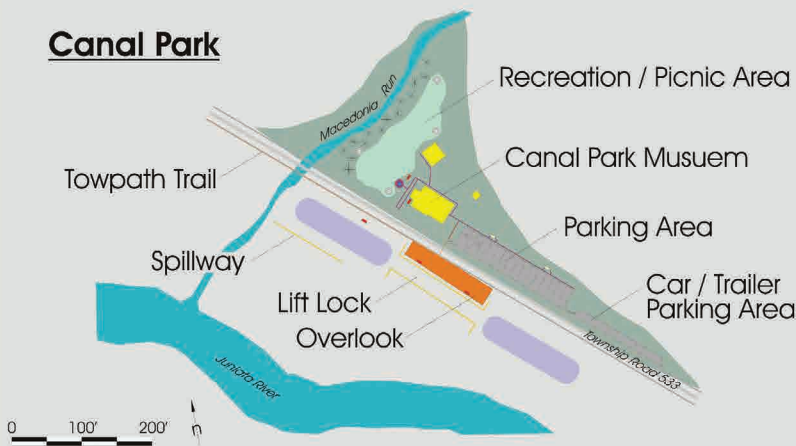 Canal Park
Recreation / Picnic Area
Macedonia Run
Canal Park Musuem
Towpath Trail
Parking Area
Spillway
Car / Trailer
Parking Area
Lift Lock
Overlook
Township Road 533
Juniata River
0 100' 200'
n